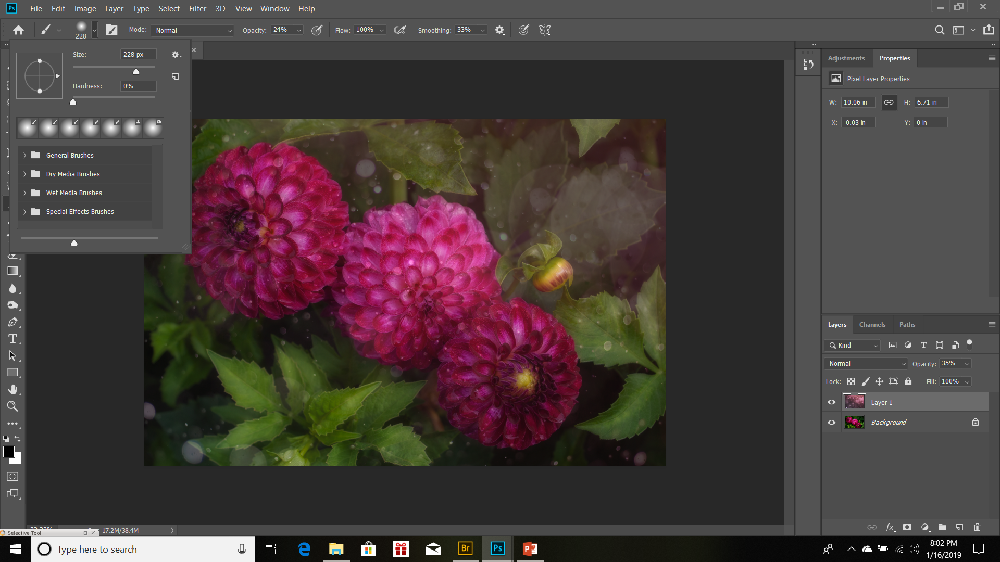 Ps File Edit Image Layer Type Select Filter 3D View Window Help
228 Mode: Normal Opacity: 24% Flow: 100% Smoothing: 33%
Size: 228 px
Hardness: 0%
General Brushes
Dry Media Brushes
Wet Media Brushes
Special Effects Brushes
Adjustments Properties
Pixel Layer Properties
W: 10.06 in H: 6.71 in
X: -0.03 in Y: 0 in
Layers Channels Paths
Kind
Normal Opacity: 35%
Lock: Fill: 100%
Layer 1
Background
fx
17.2M/38.4M
Selective Tool
Type here to search
Br Ps
8:02 PM
1/16/2019